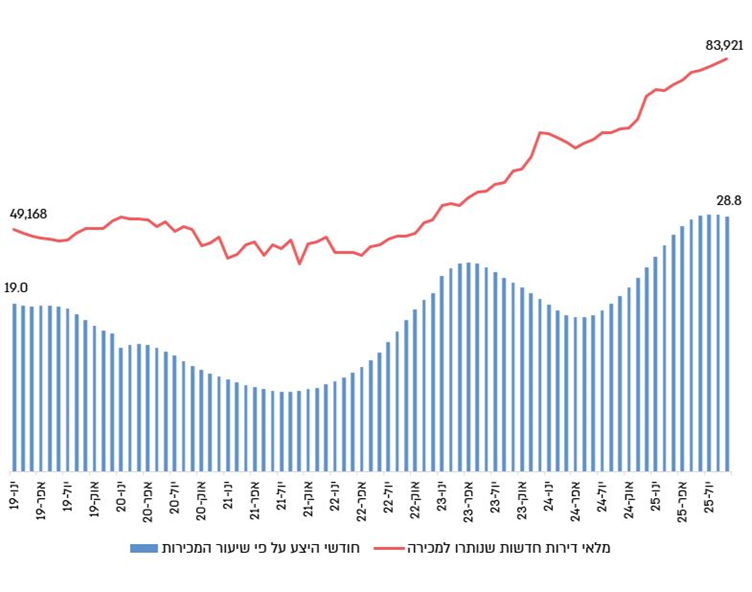 83,921
49,168
28.8
19.0
ינו-19
אפר-19
יול-19
אוק-19
ינו-20
אפר-20
יול-20
אוק-20
ינו-21
אפר-21
יול-21
אוק-21
ינו-22
אפר-22
יול-22
אוק-22
ינו-23
אפר-23
יול-23
אוק-23
ינו-24
אפר-24
יול-24
אוק-24
ינו-25
אפר-25
יול-25
מלאי דירות חדשות שנותרו למכירה
חודשי היצע על פי שיעור המכירות